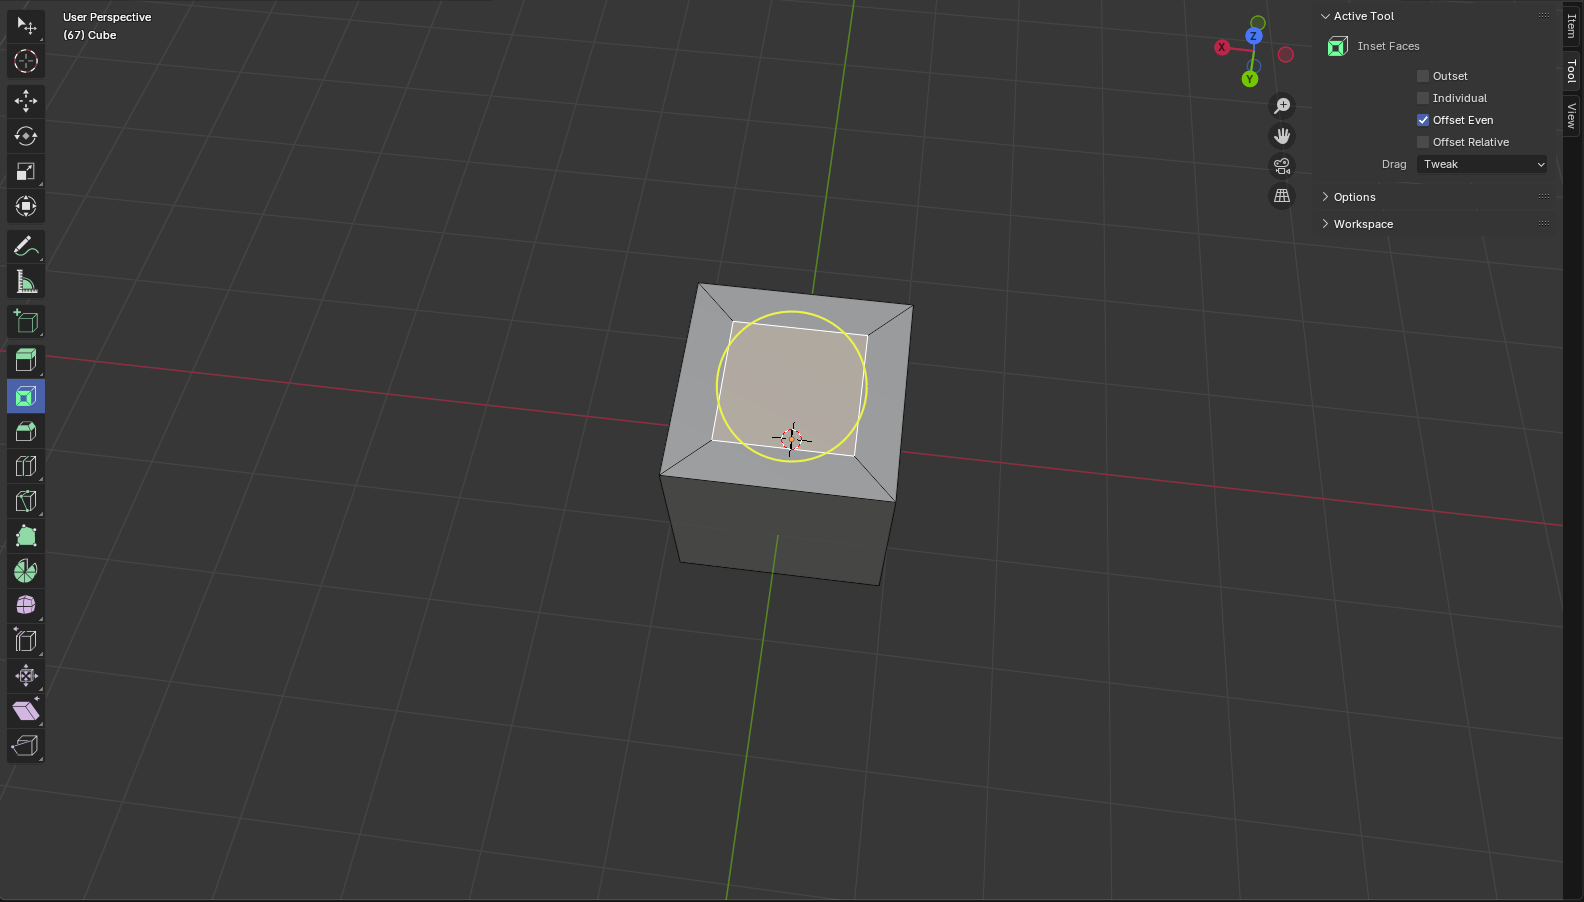 User Perspective
(67) Cube
X
Z
Y
Active Tool
Inset Faces
Outset
Individual
Offset Even
Offset Relative
Drag Tweak
Options
Workspace
Item
Tool
View